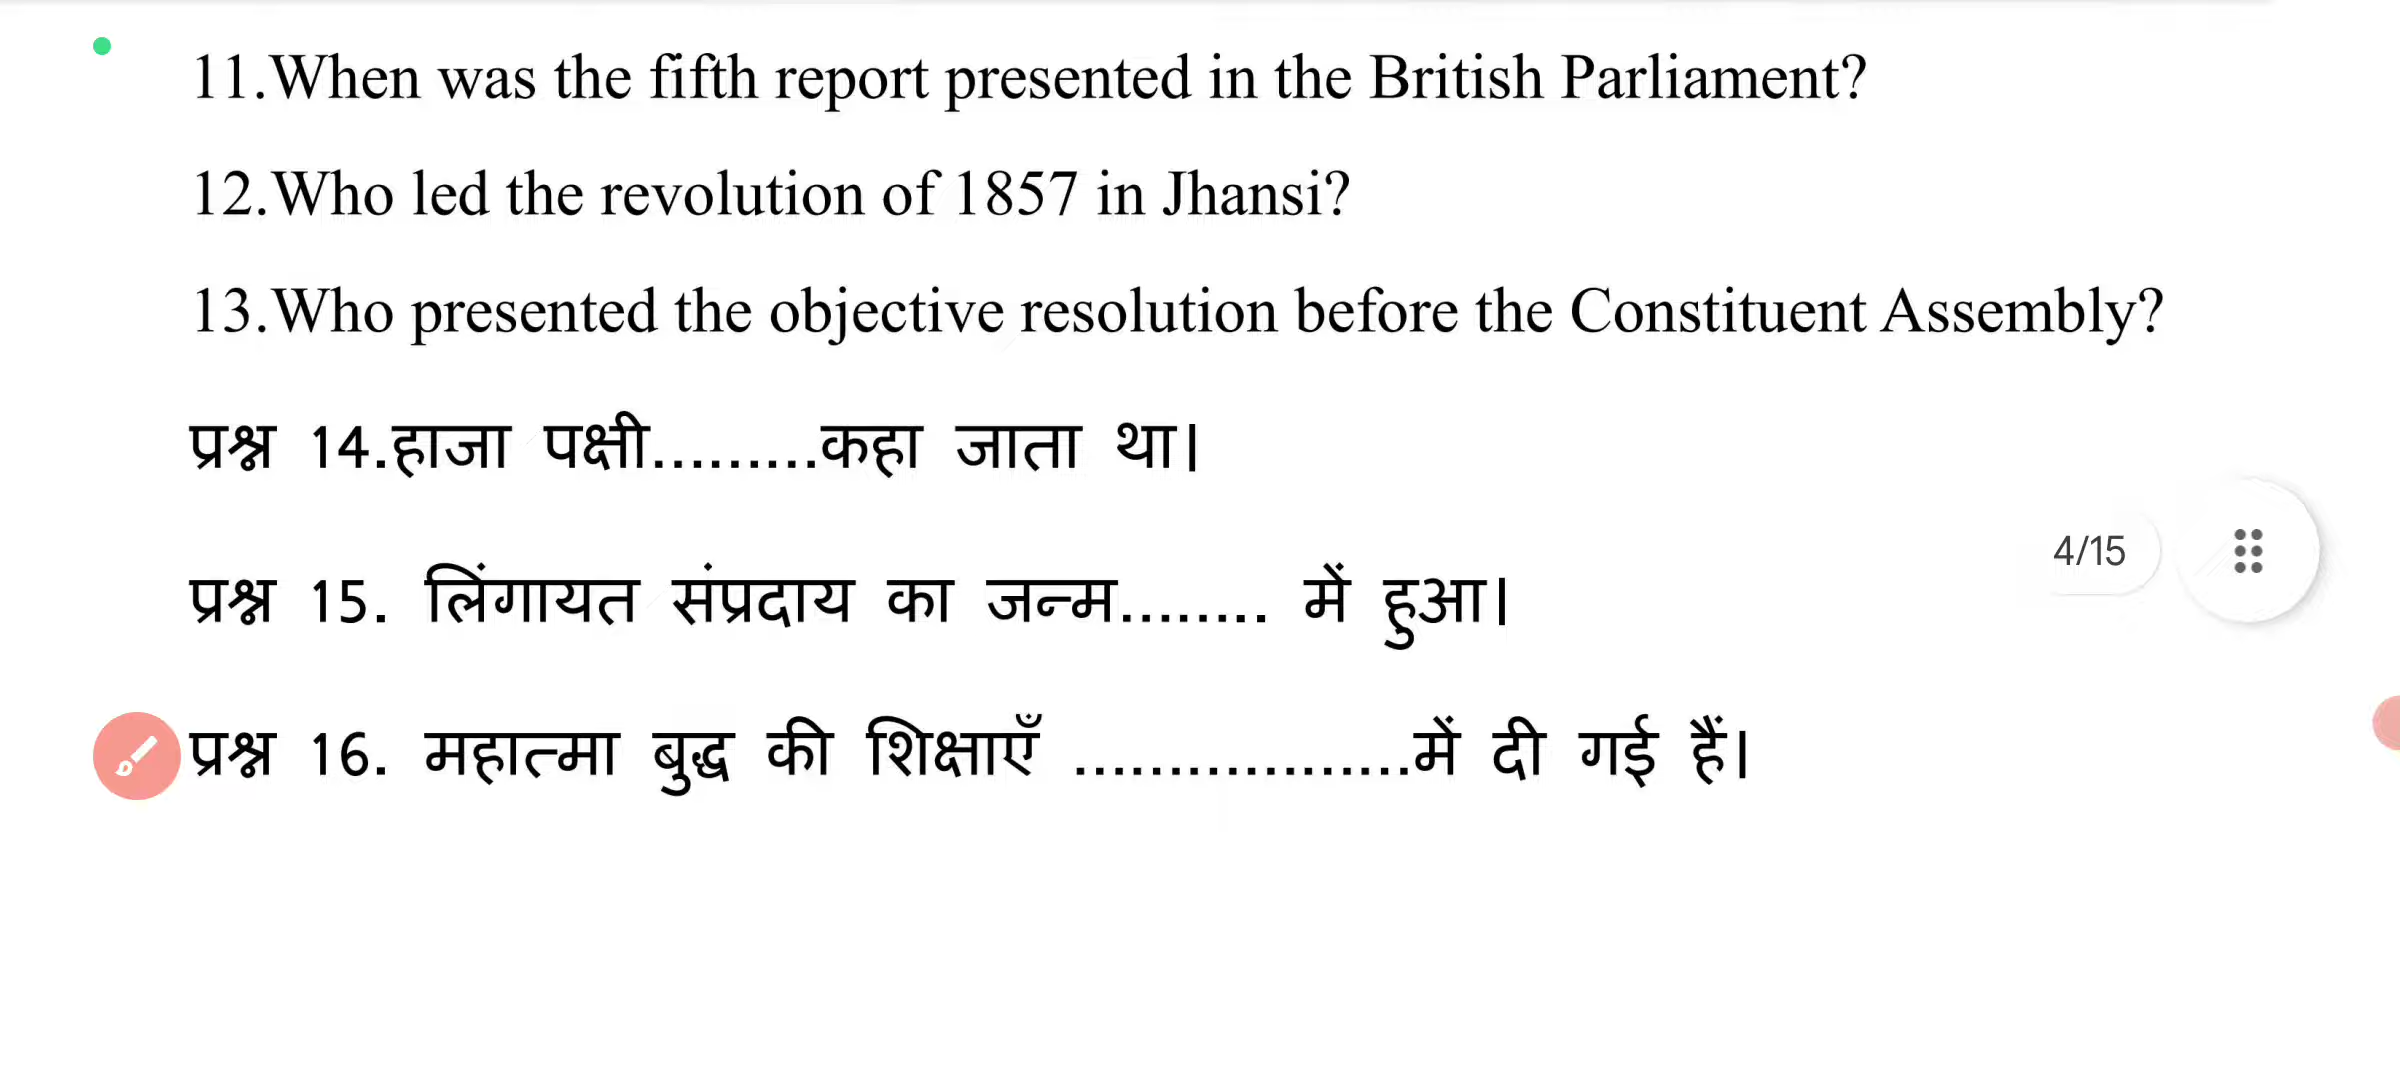 11.When was the fifth report presented in the British Parliament?
12.Who led the revolution of 1857 in Jhansi?
13.Who presented the objective resolution before the Constituent Assembly?
प्रश्न 14.हाजा पक्षी.........कहा जाता था।
4/15
प्रश्न 15. लिंगायत संप्रदाय का जन्म........ में हुआ।
प्रश्न 16. महात्मा बुद्ध की शिक्षाएँ ..................में दी गई हैं।